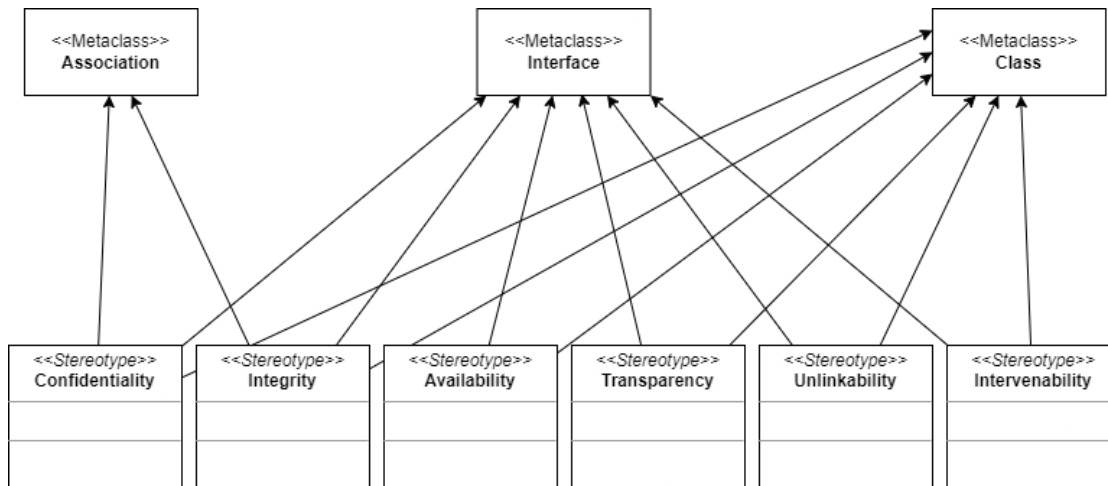 <<Metaclass>>
Association
<<Metaclass>>
Interface
<<Metaclass>>
Class
<<Stereotype>>
Confidentiality
<<Stereotype>>
Integrity
<<Stereotype>>
Availability
<<Stereotype>>
Transparency
<<Stereotype>>
Unlinkability
<<Stereotype>>
Intervenability